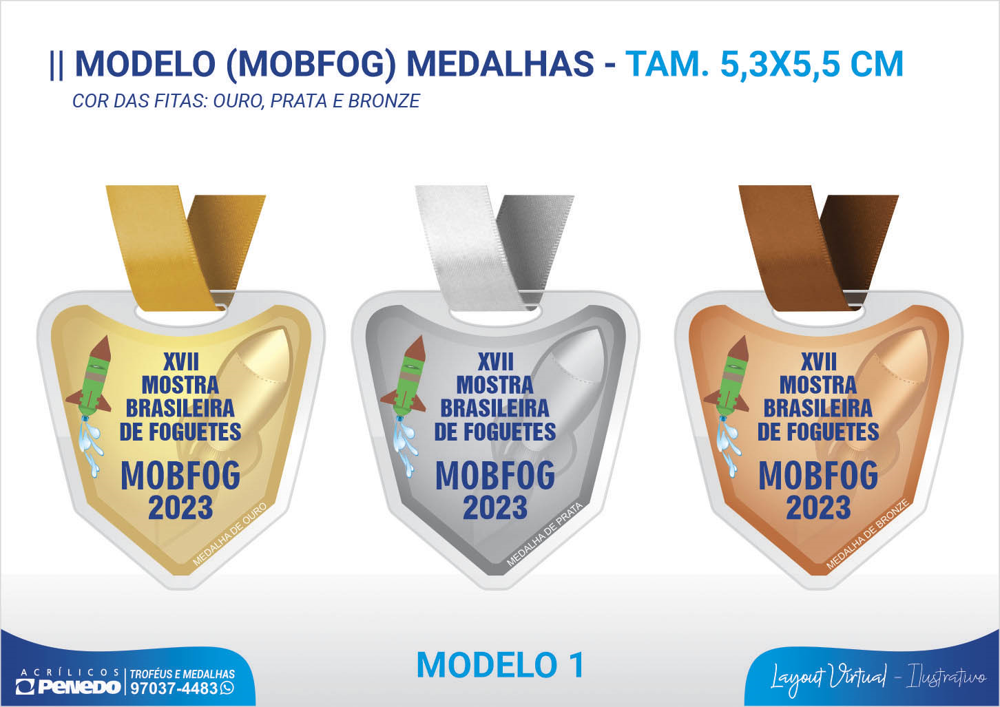 || MODELO (MOBFOG) MEDALHAS - TAM. 5,3X5,5 CM
COR DAS FITAS: OURO, PRATA E BRONZE
XVII
MOSTRA
BRASILEIRA
DE FOGUETES
MOBFOG
2023
MEDALHA DE OURO
XVII
MOSTRA
BRASILEIRA
DE FOGUETES
MOBFOG
2023
MEDALHA DE PRATA
XVII
MOSTRA
BRASILEIRA
DE FOGUETES
MOBFOG
2023
MEDALHA DE BRONZE
ACRÍLICOS
PENEDO
TROFÉUS E MEDALHAS
97037-4483
MODELO 1
Layout Virtual - Ilustrativo